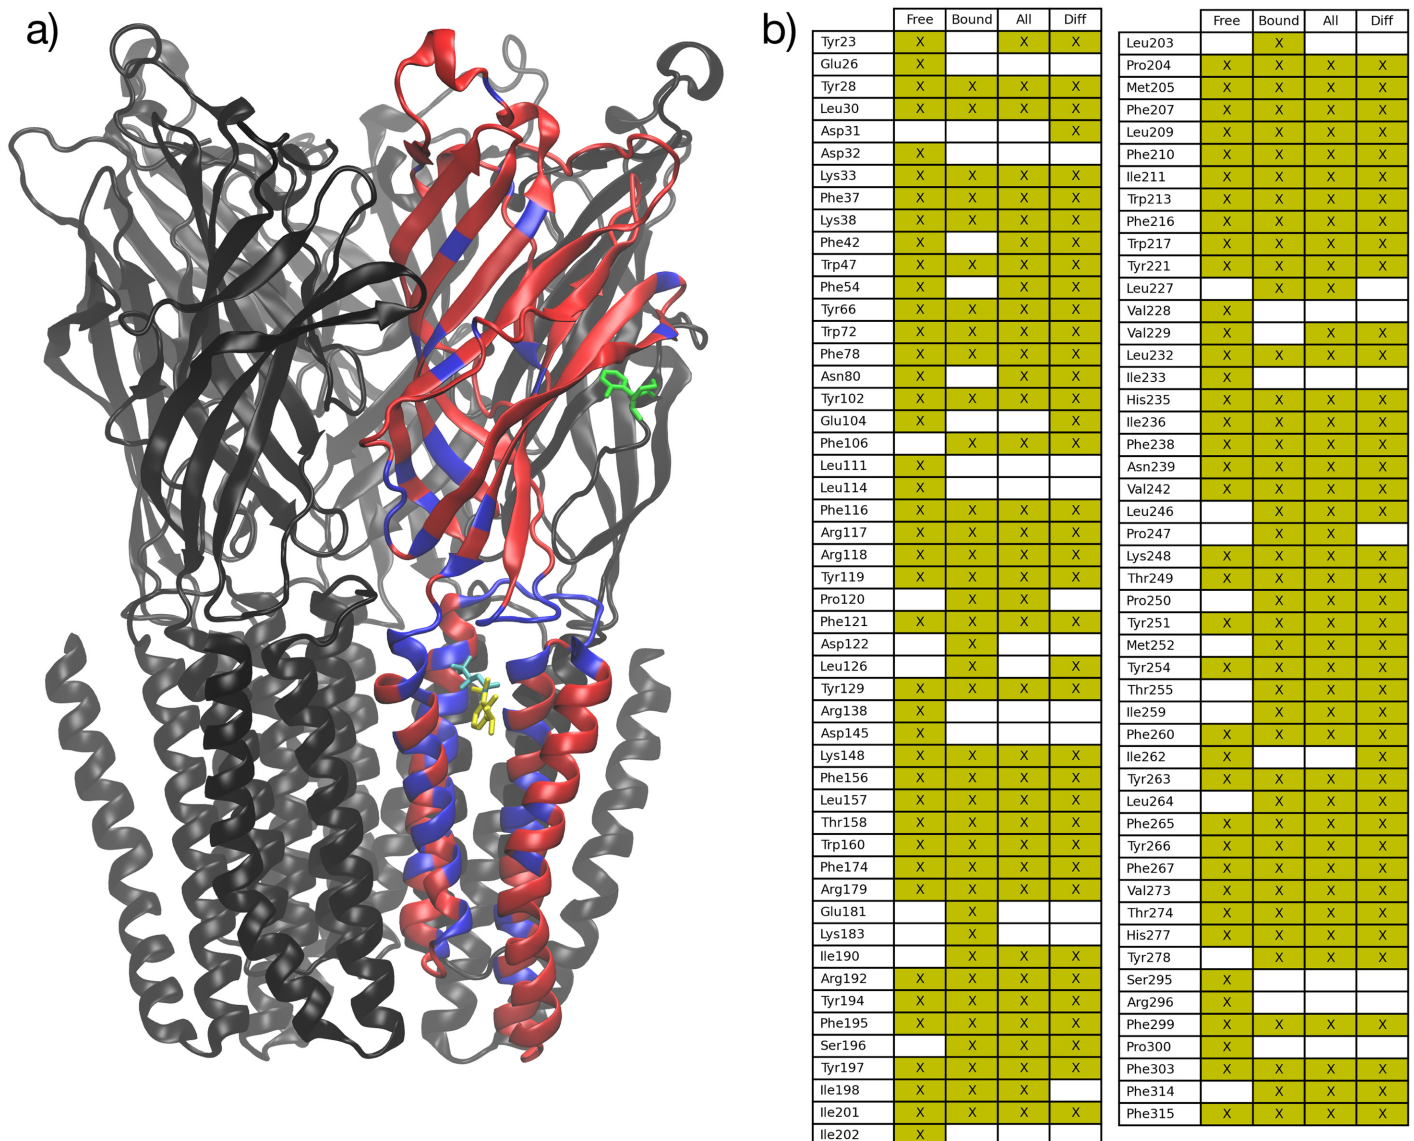 a)
b)
Free Bound All Diff
Tyr23 X X X
Glu26 X
Tyr28 X X X X
Leu30 X X X X
Asp31 X
Asp32 X
Lys33 X X X X
Phe37 X X X X
Lys38 X X X X
Phe42 X X X
Trp47 X X X X
Phe54 X X X
Tyr66 X X X X
Trp72 X X X X
Phe78 X X X X
Asn80 X X X
Tyr102 X X X X
Glu104 X X
Phe106 X X X
Leu111 X
Leu114 X
Phe116 X X X X
Arg117 X X X X
Arg118 X X X X
Tyr119 X X X X
Pro120 X X
Phe121 X X X X
Asp122 X
Leu126 X X
Tyr129 X X X X
Arg138 X
Asp145 X
Lys148 X X X X
Phe156 X X X X
Leu157 X X X X
Thr158 X X X X
Trp160 X X X X
Phe174 X X X X
Arg179 X X X X
Glu181 X
Lys183 X
Ile190 X X X
Arg192 X X X X
Tyr194 X X X X
Phe195 X X X X
Ser196 X X X
Tyr197 X X X X
Ile198 X X X
Ile201 X X X X
Ile202 X
Free Bound All Diff
Leu203 X
Pro204 X X X X
Met205 X X X X
Phe207 X X X X
Leu209 X X X X
Phe210 X X X X
Ile211 X X X X
Trp213 X X X X
Phe216 X X X X
Trp217 X X X X
Tyr221 X X X X
Leu227 X X
Val228 X
Val229 X X X
Leu232 X X X X
Ile233 X
His235 X X X X
Ile236 X X X X
Phe238 X X X X
Asn239 X X X X
Val242 X X X X
Leu246 X X X
Pro247 X X
Lys248 X X X X
Thr249 X X X X
Pro250 X X X
Tyr251 X X X X
Met252 X X X
Tyr254 X X X X
Thr255 X X X
Ile259 X X X
Phe260 X X X X
Ile262 X X
Tyr263 X X X X
Leu264 X X X
Phe265 X X X X
Tyr266 X X X X
Phe267 X X X X
Val273 X X X X
Thr274 X X X X
His277 X X X X
Tyr278 X X X
Ser295 X
Arg296 X
Phe299 X X X X
Pro300 X
Phe303 X X X X
Phe314 X X X
Phe315 X X X X